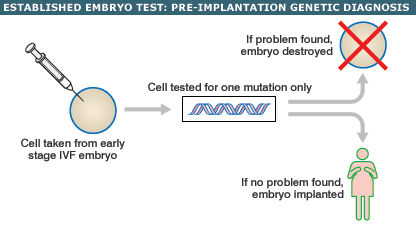 ESTABLISHED EMBRYO TEST: PRE-IMPLANTATION GENETIC DIAGNOSIS
If problem found,
embryo destroyed
Cell tested for one mutation only
Cell taken from early
stage IVF embryo
If no problem found,
embryo implanted